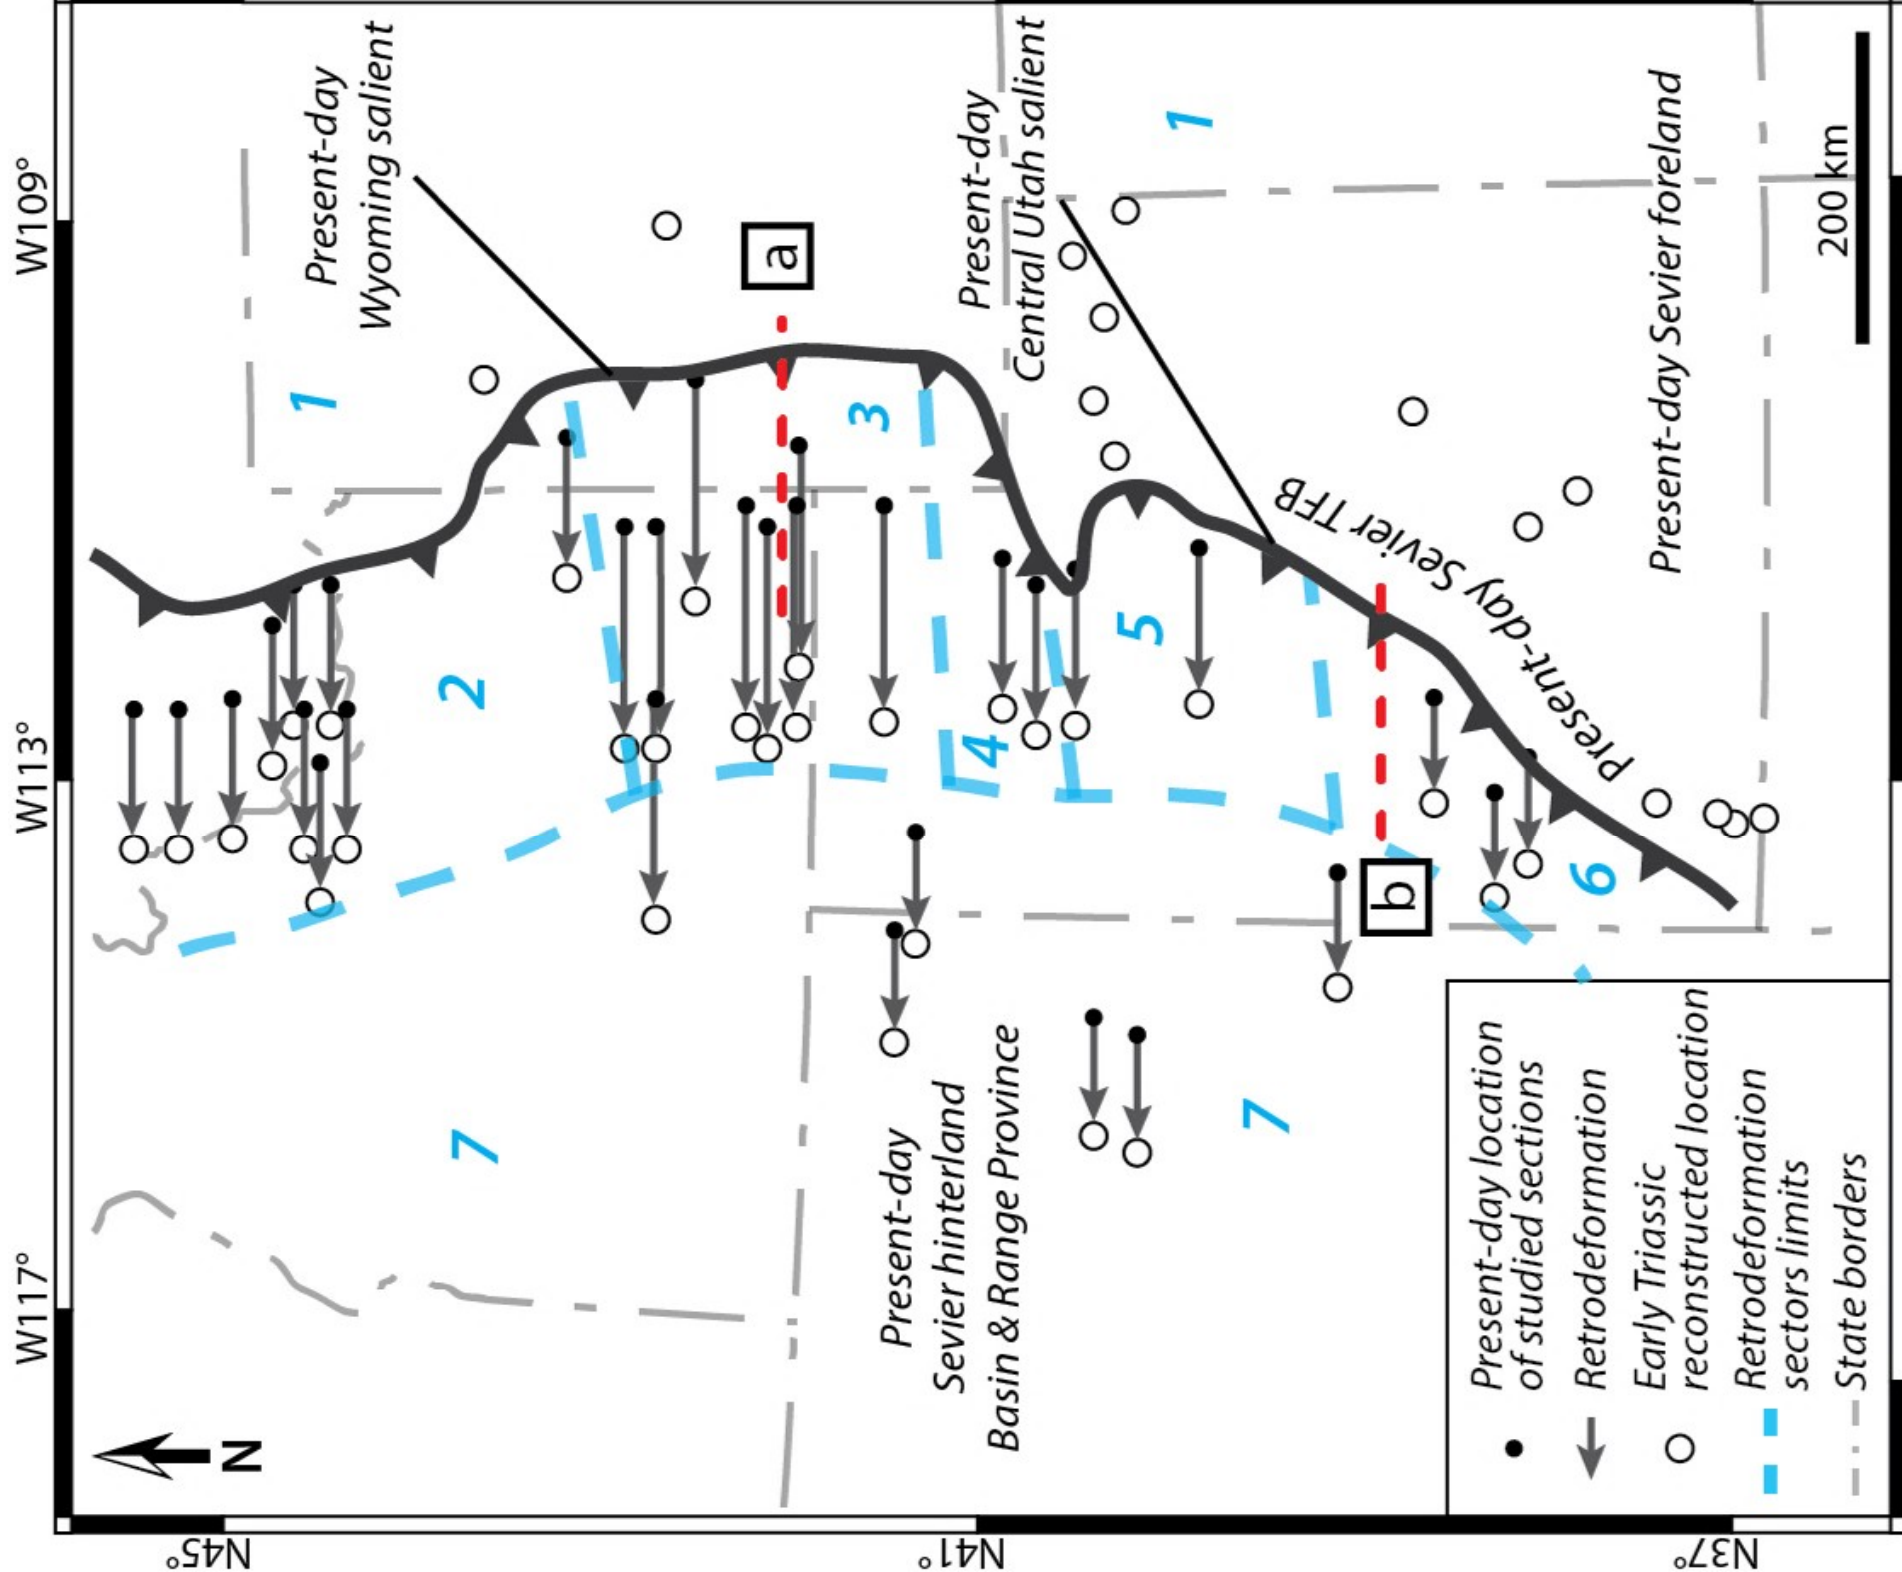 W117°
W113°
W109°
N45°
N41°
N37°
N
Present-day
Wyoming salient
1
2
3
a
Present-day
Central Utah salient
1
4
5
Present-day Sevier TFB
b
6
7
7
Present-day
Sevier hinterland
Basin & Range Province
Present-day Sevier foreland
200 km
Present-day location
of studied sections
Retrodeformation
Early Triassic
reconstructed location
Retrodeformation
sectors limits
State borders